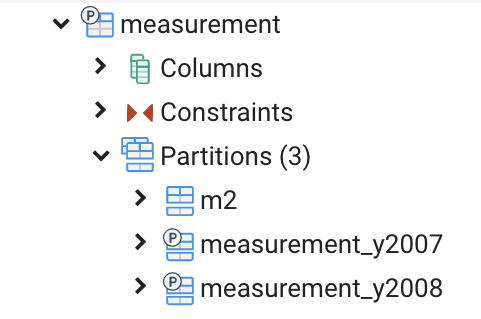 measurement
Columns
Constraints
Partitions (3)
m2
P measurement_y2007
P measurement_y2008